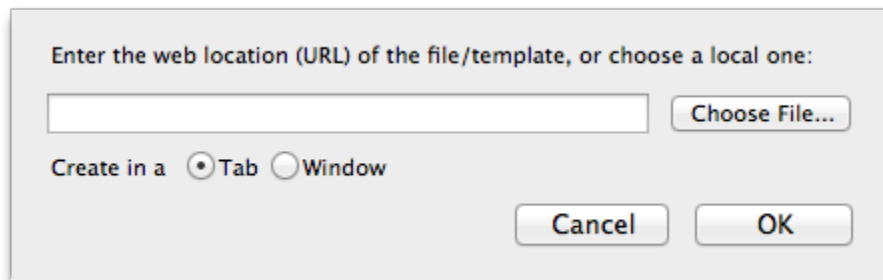 Enter the web location (URL) of the file/template, or choose a local one:
Choose File...
Create in a Tab Window
Cancel OK